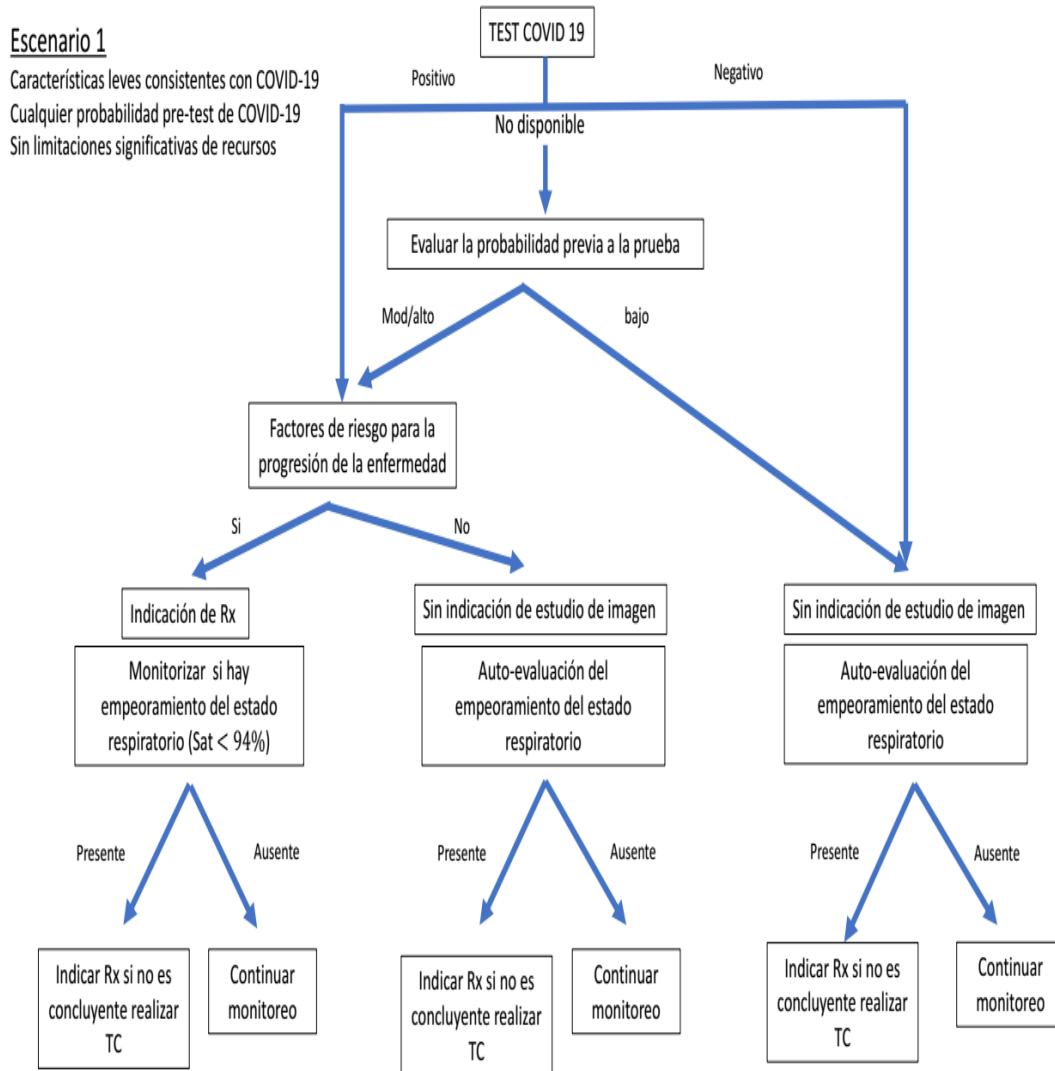 Escenario 1
Características leves consistentes con COVID-19
Cualquier probabilidad pre-test de COVID-19
Sin limitaciones significativas de recursos
TEST COVID 19
Positivo
Negativo
No disponible
Evaluar la probabilidad previa a la prueba
Mod/alto
bajo
Factores de riesgo para la
progresión de la enfermedad
Si
No
Indicación de Rx
Sin indicación de estudio de imagen
Sin indicación de estudio de imagen
Monitorizar si hay
empeoramiento del estado
respiratorio (Sat < 94%)
Auto-evaluación del
empeoramiento del estado
respiratorio
Auto-evaluación del
empeoramiento del estado
respiratorio
Presente
Ausente
Presente
Ausente
Presente
Ausente
Indicar Rx si no es
concluyente realizar
TC
Continuar
monitoreo
Indicar Rx si no es
concluyente realizar
TC
Continuar
monitoreo
Indicar Rx si no es
concluyente realizar
TC
Continuar
monitoreo